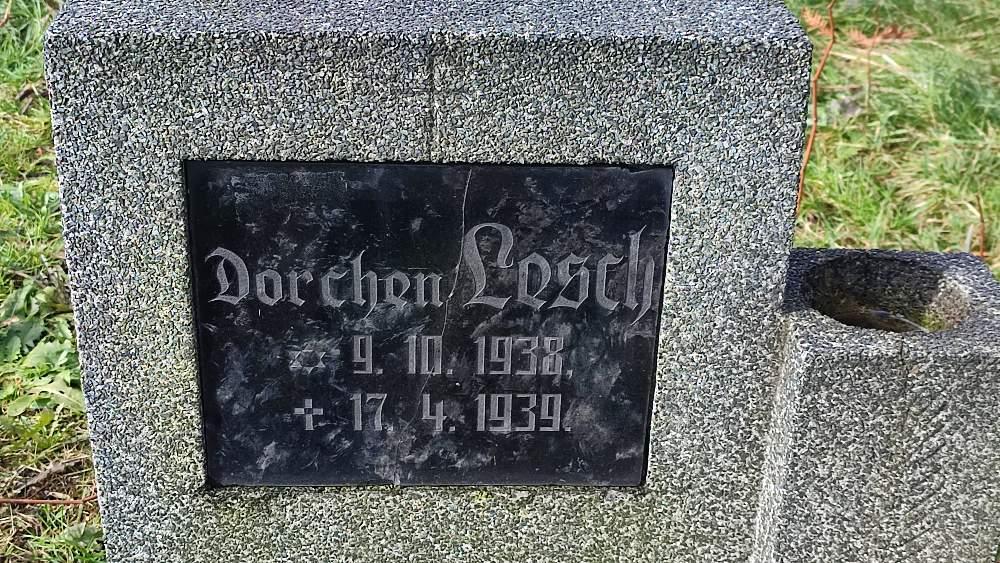 Dorchen Lesch
✡ 9. 10. 1938.
✝ 17. 4. 1939.